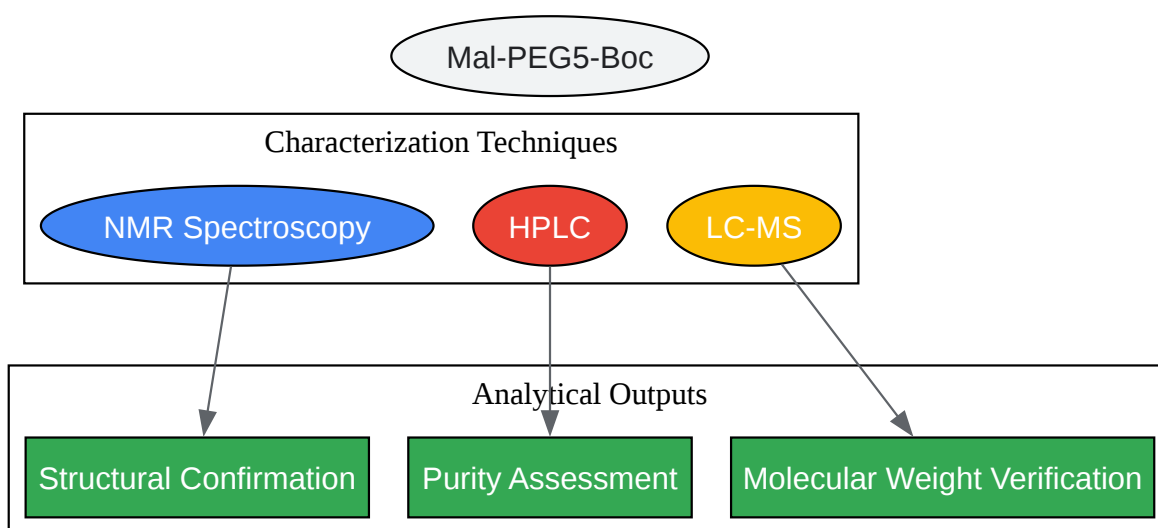 Mal-PEG5-Boc
Characterization Techniques
NMR Spectroscopy
HPLC
LC-MS
Analytical Outputs
Structural Confirmation
Purity Assessment
Molecular Weight Verification